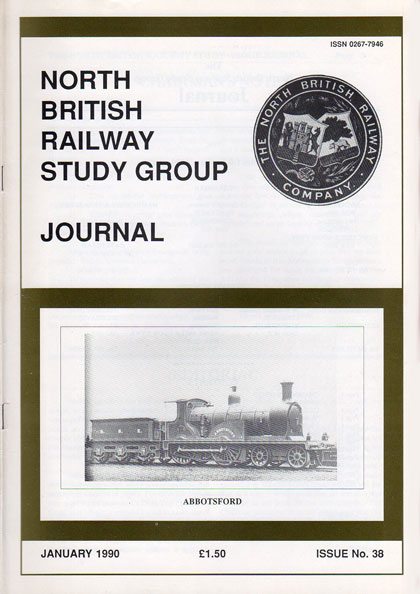 ISSN 0267-7946
NORTH
BRITISH
RAILWAY
STUDY GROUP
JOURNAL
THE NORTH BRITISH RAILWAY
COMPANY.
ABBOTSFORD
JANUARY 1990 £1.50 ISSUE No. 38